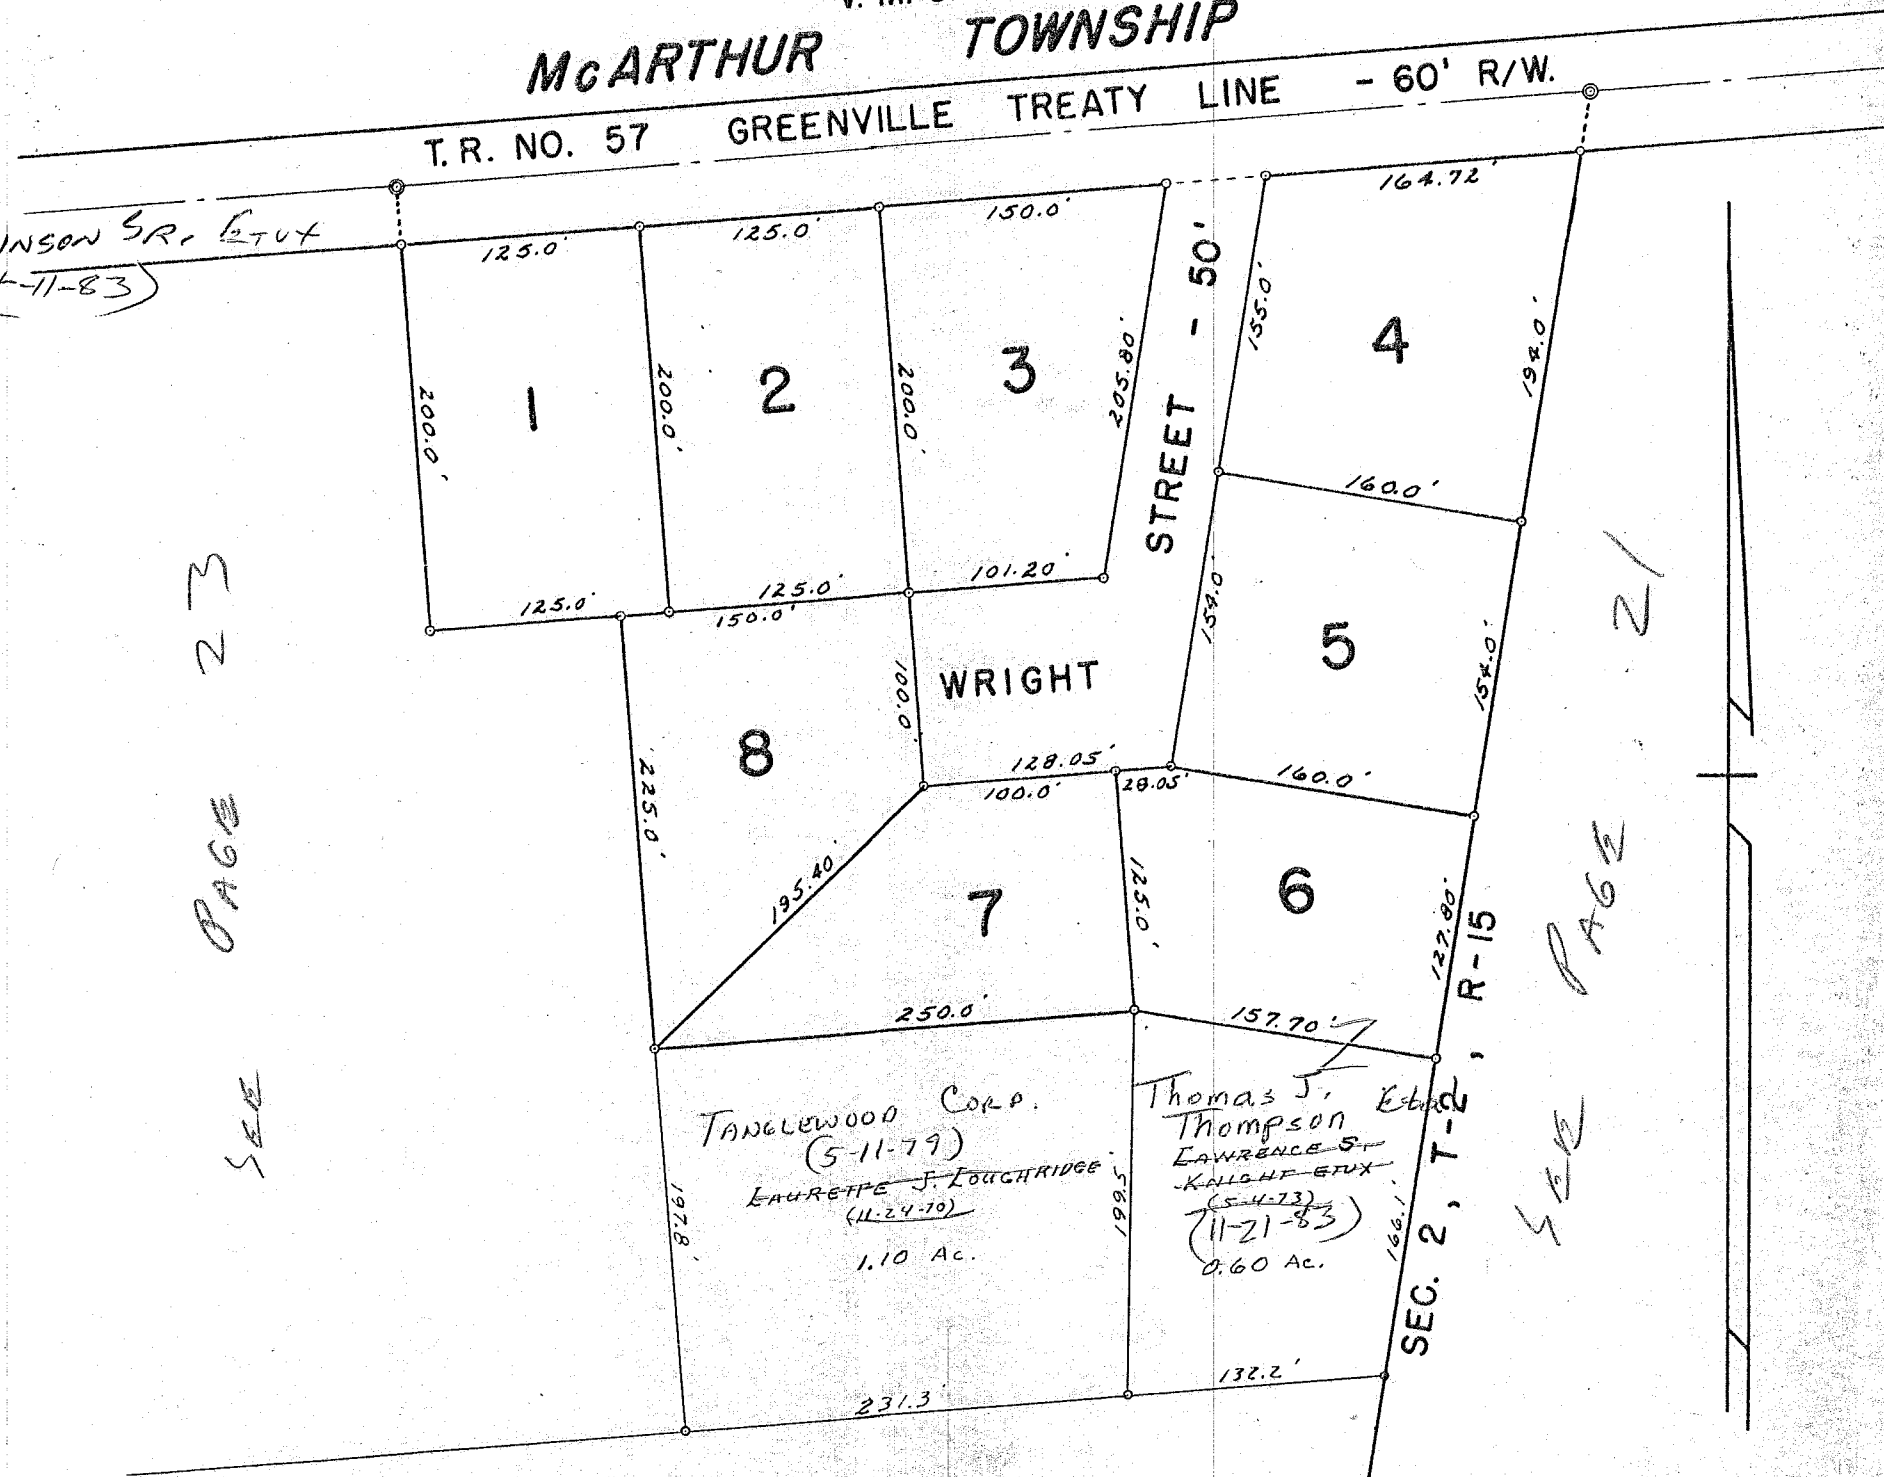 McARTHUR TOWNSHIP
T.R. NO. 57 GREENVILLE TREATY LINE - 60' R/W.
INSON SR. ETUX
-11-83)
125.0'
125.0'
150.0'
164.72'
200.0'
1
200.0'
2
200.0'
3
205.80'
STREET - 50'
155.0'
4
194.0'
160.0'
125.0'
125.0'
150.0'
101.20'
154.0'
5
154.0'
100.0'
WRIGHT
225.0'
8
128.05'
100.0'
28.05'
160.0'
195.40'
7
125.0'
6
127.80'
250.0'
157.70'
SEC. 2, T-2, R-15
SEE PAGE 23
SEE PAGE 21
TANGLEWOOD CORP.
(5-11-79)
LAURETTE J. LOUGHRIDGE
(11-24-70)
1.10 Ac.
Thomas J. Etal
Thompson
LAWRENCE S.
KNIGHT ETUX
(5-4-73)
(11-21-83)
0.60 Ac.
197.8'
199.5'
166.1'
231.3'
132.2'